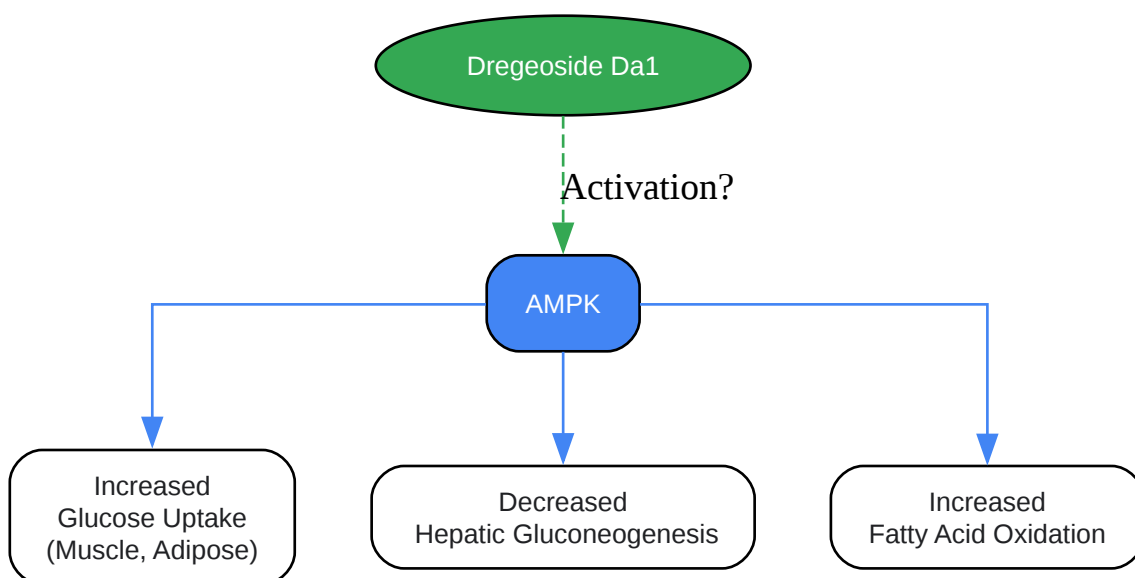 Dregeoside Da1
Activation?
AMPK
Increased
Glucose Uptake
(Muscle, Adipose)
Decreased
Hepatic Gluconeogenesis
Increased
Fatty Acid Oxidation